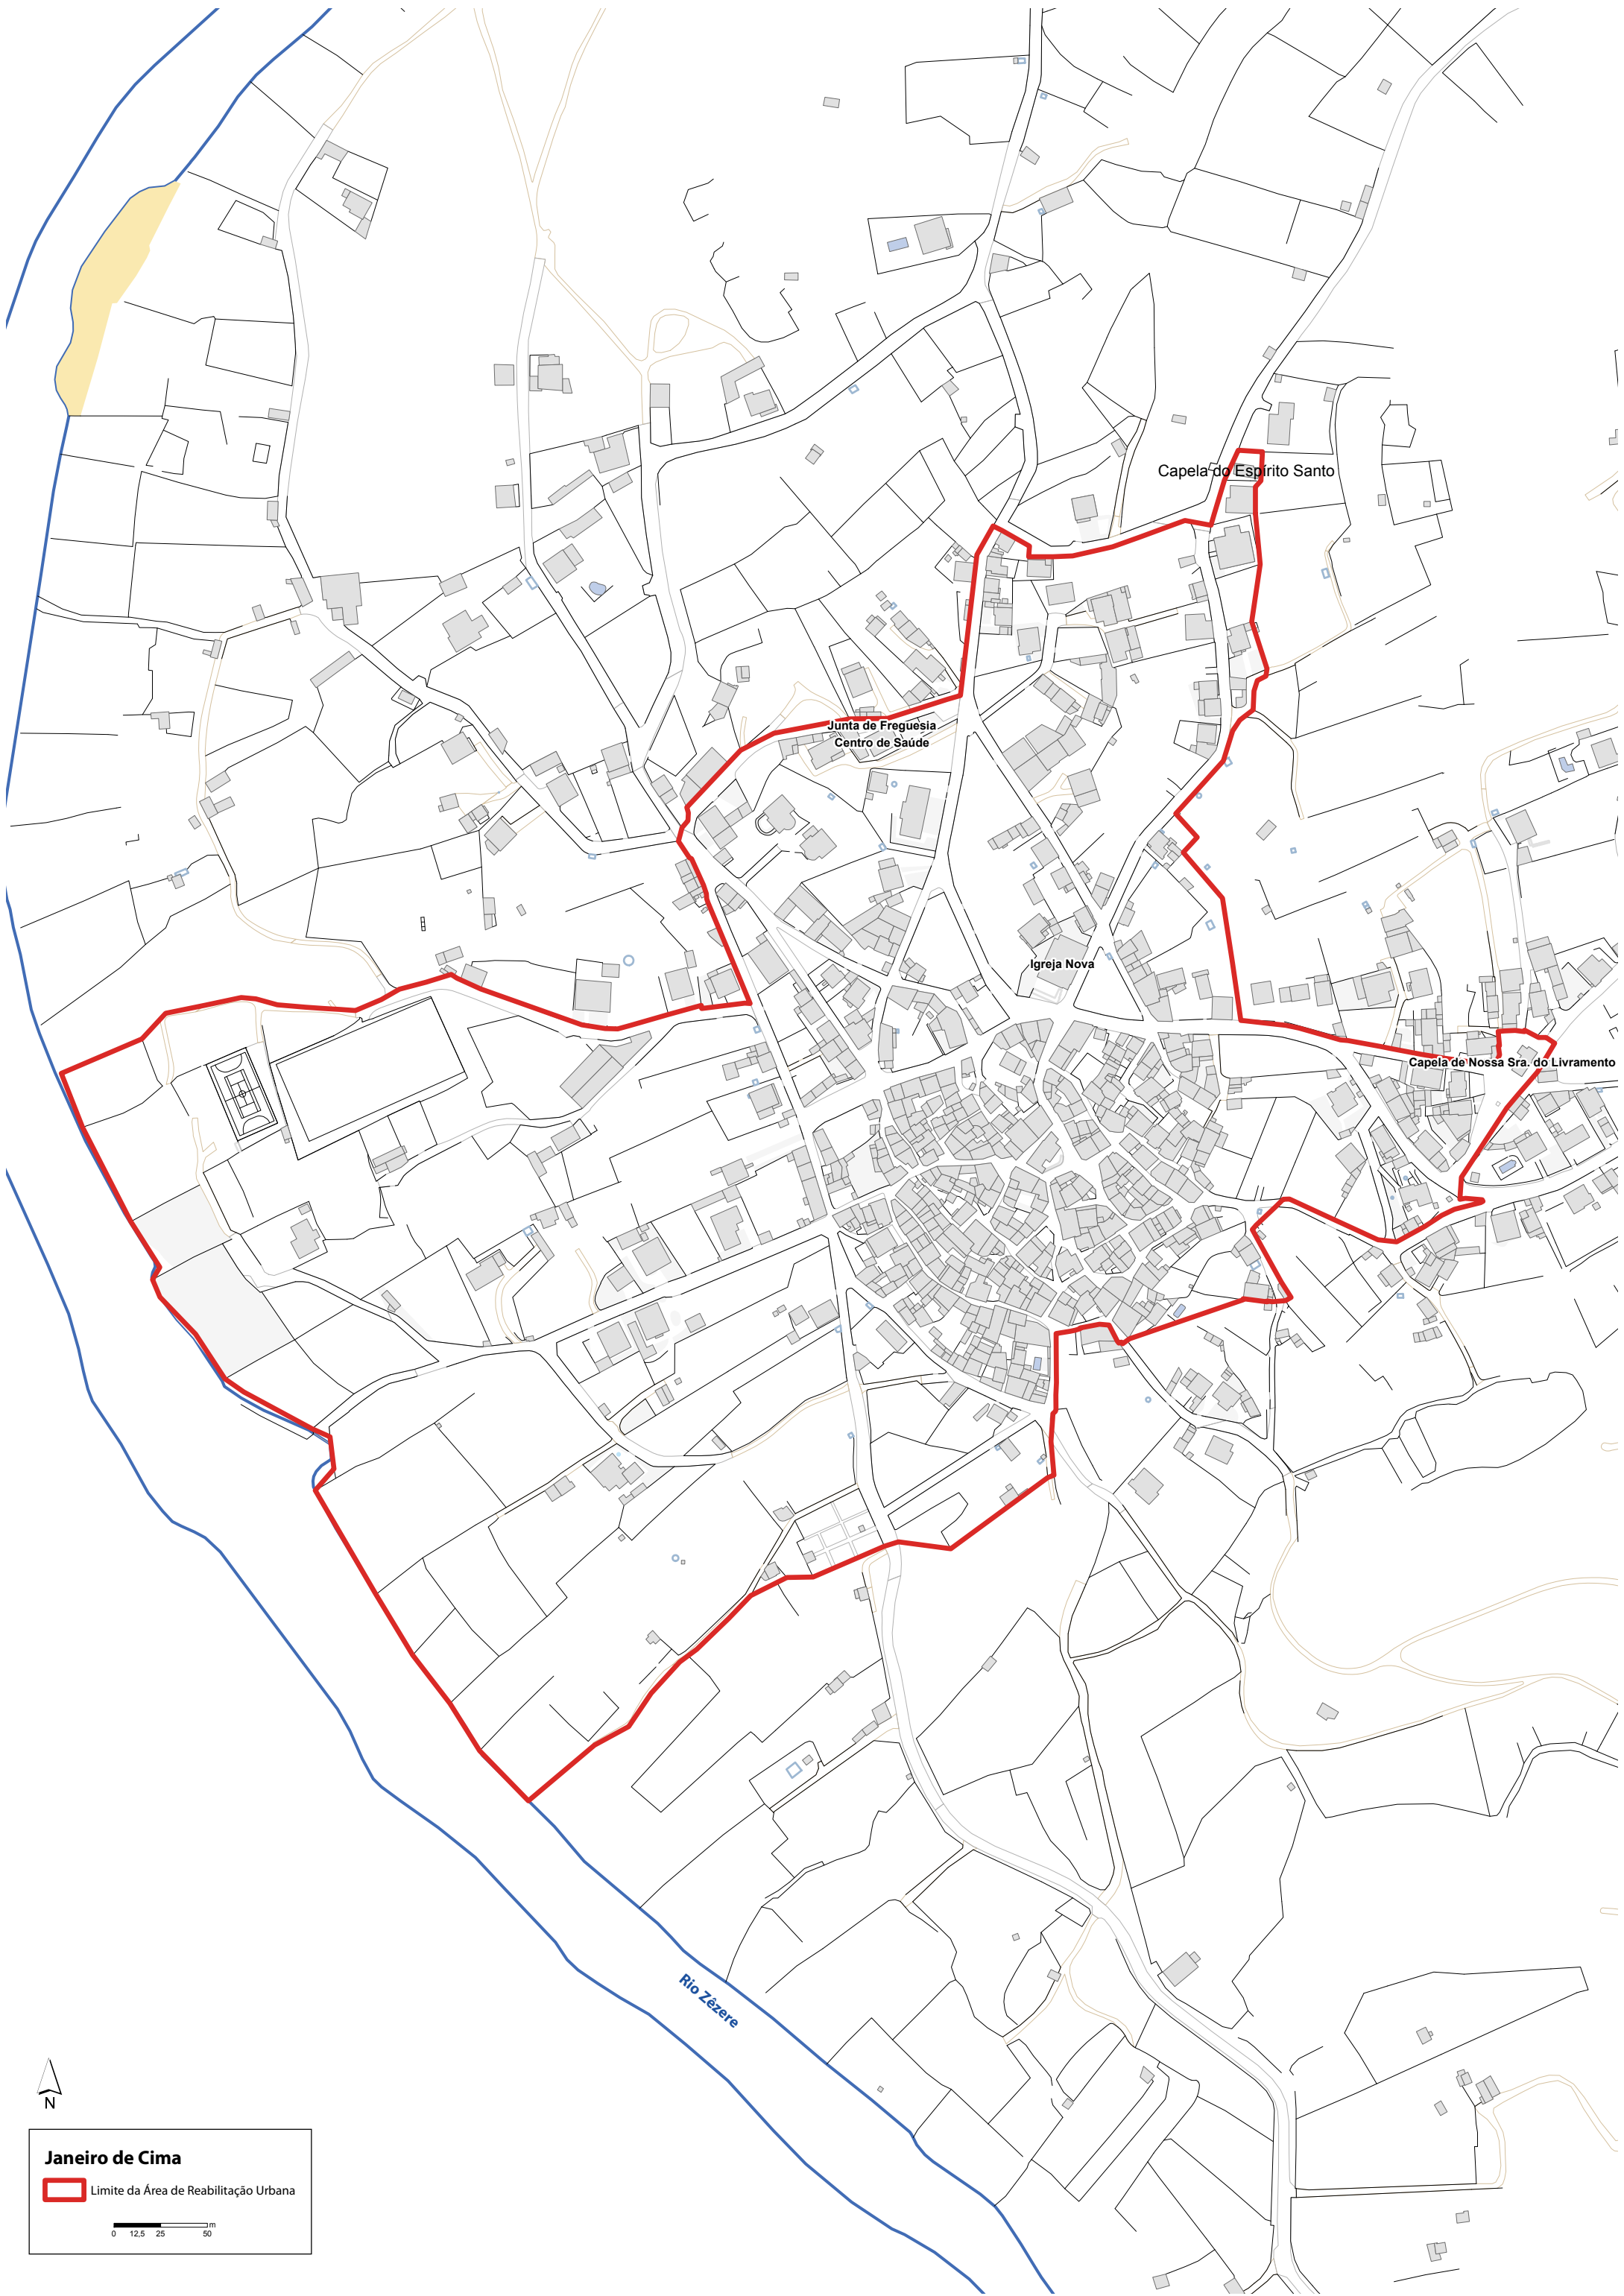 Capela do Espírito Santo
Junta de Freguesia
Centro de Saúde
Igreja Nova
Capela de Nossa Sra. do Livramento
Rio Zêzere
N
Janeiro de Cima
Limite da Área de Reabilitação Urbana
m
0 12,5 25 50